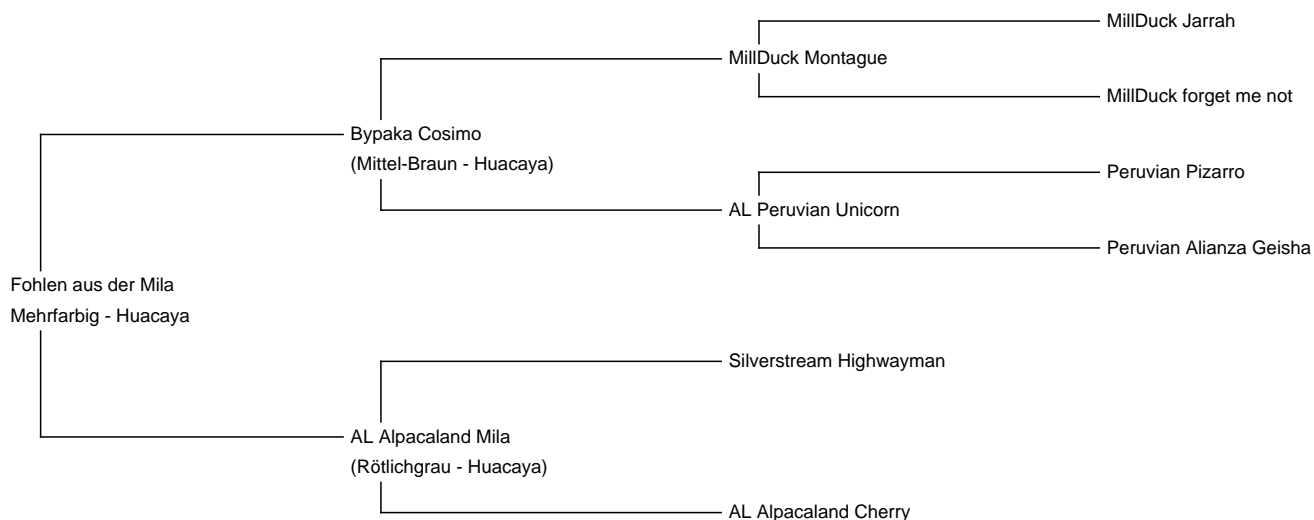 MillDuck Jarrah
MillDuck Montague
MillDuck forget me not
Bypaka Cosimo
(Mittel-Braun - Huacaya)
Peruvian Pizarro
AL Peruvian Unicorn
Peruvian Alianza Geisha
Fohlen aus der Mila
Mehrfarbig - Huacaya
Silverstream Highwayman
AL Alpacaland Mila
(Rötlichgrau - Huacaya)
AL Alpacaland Cherry